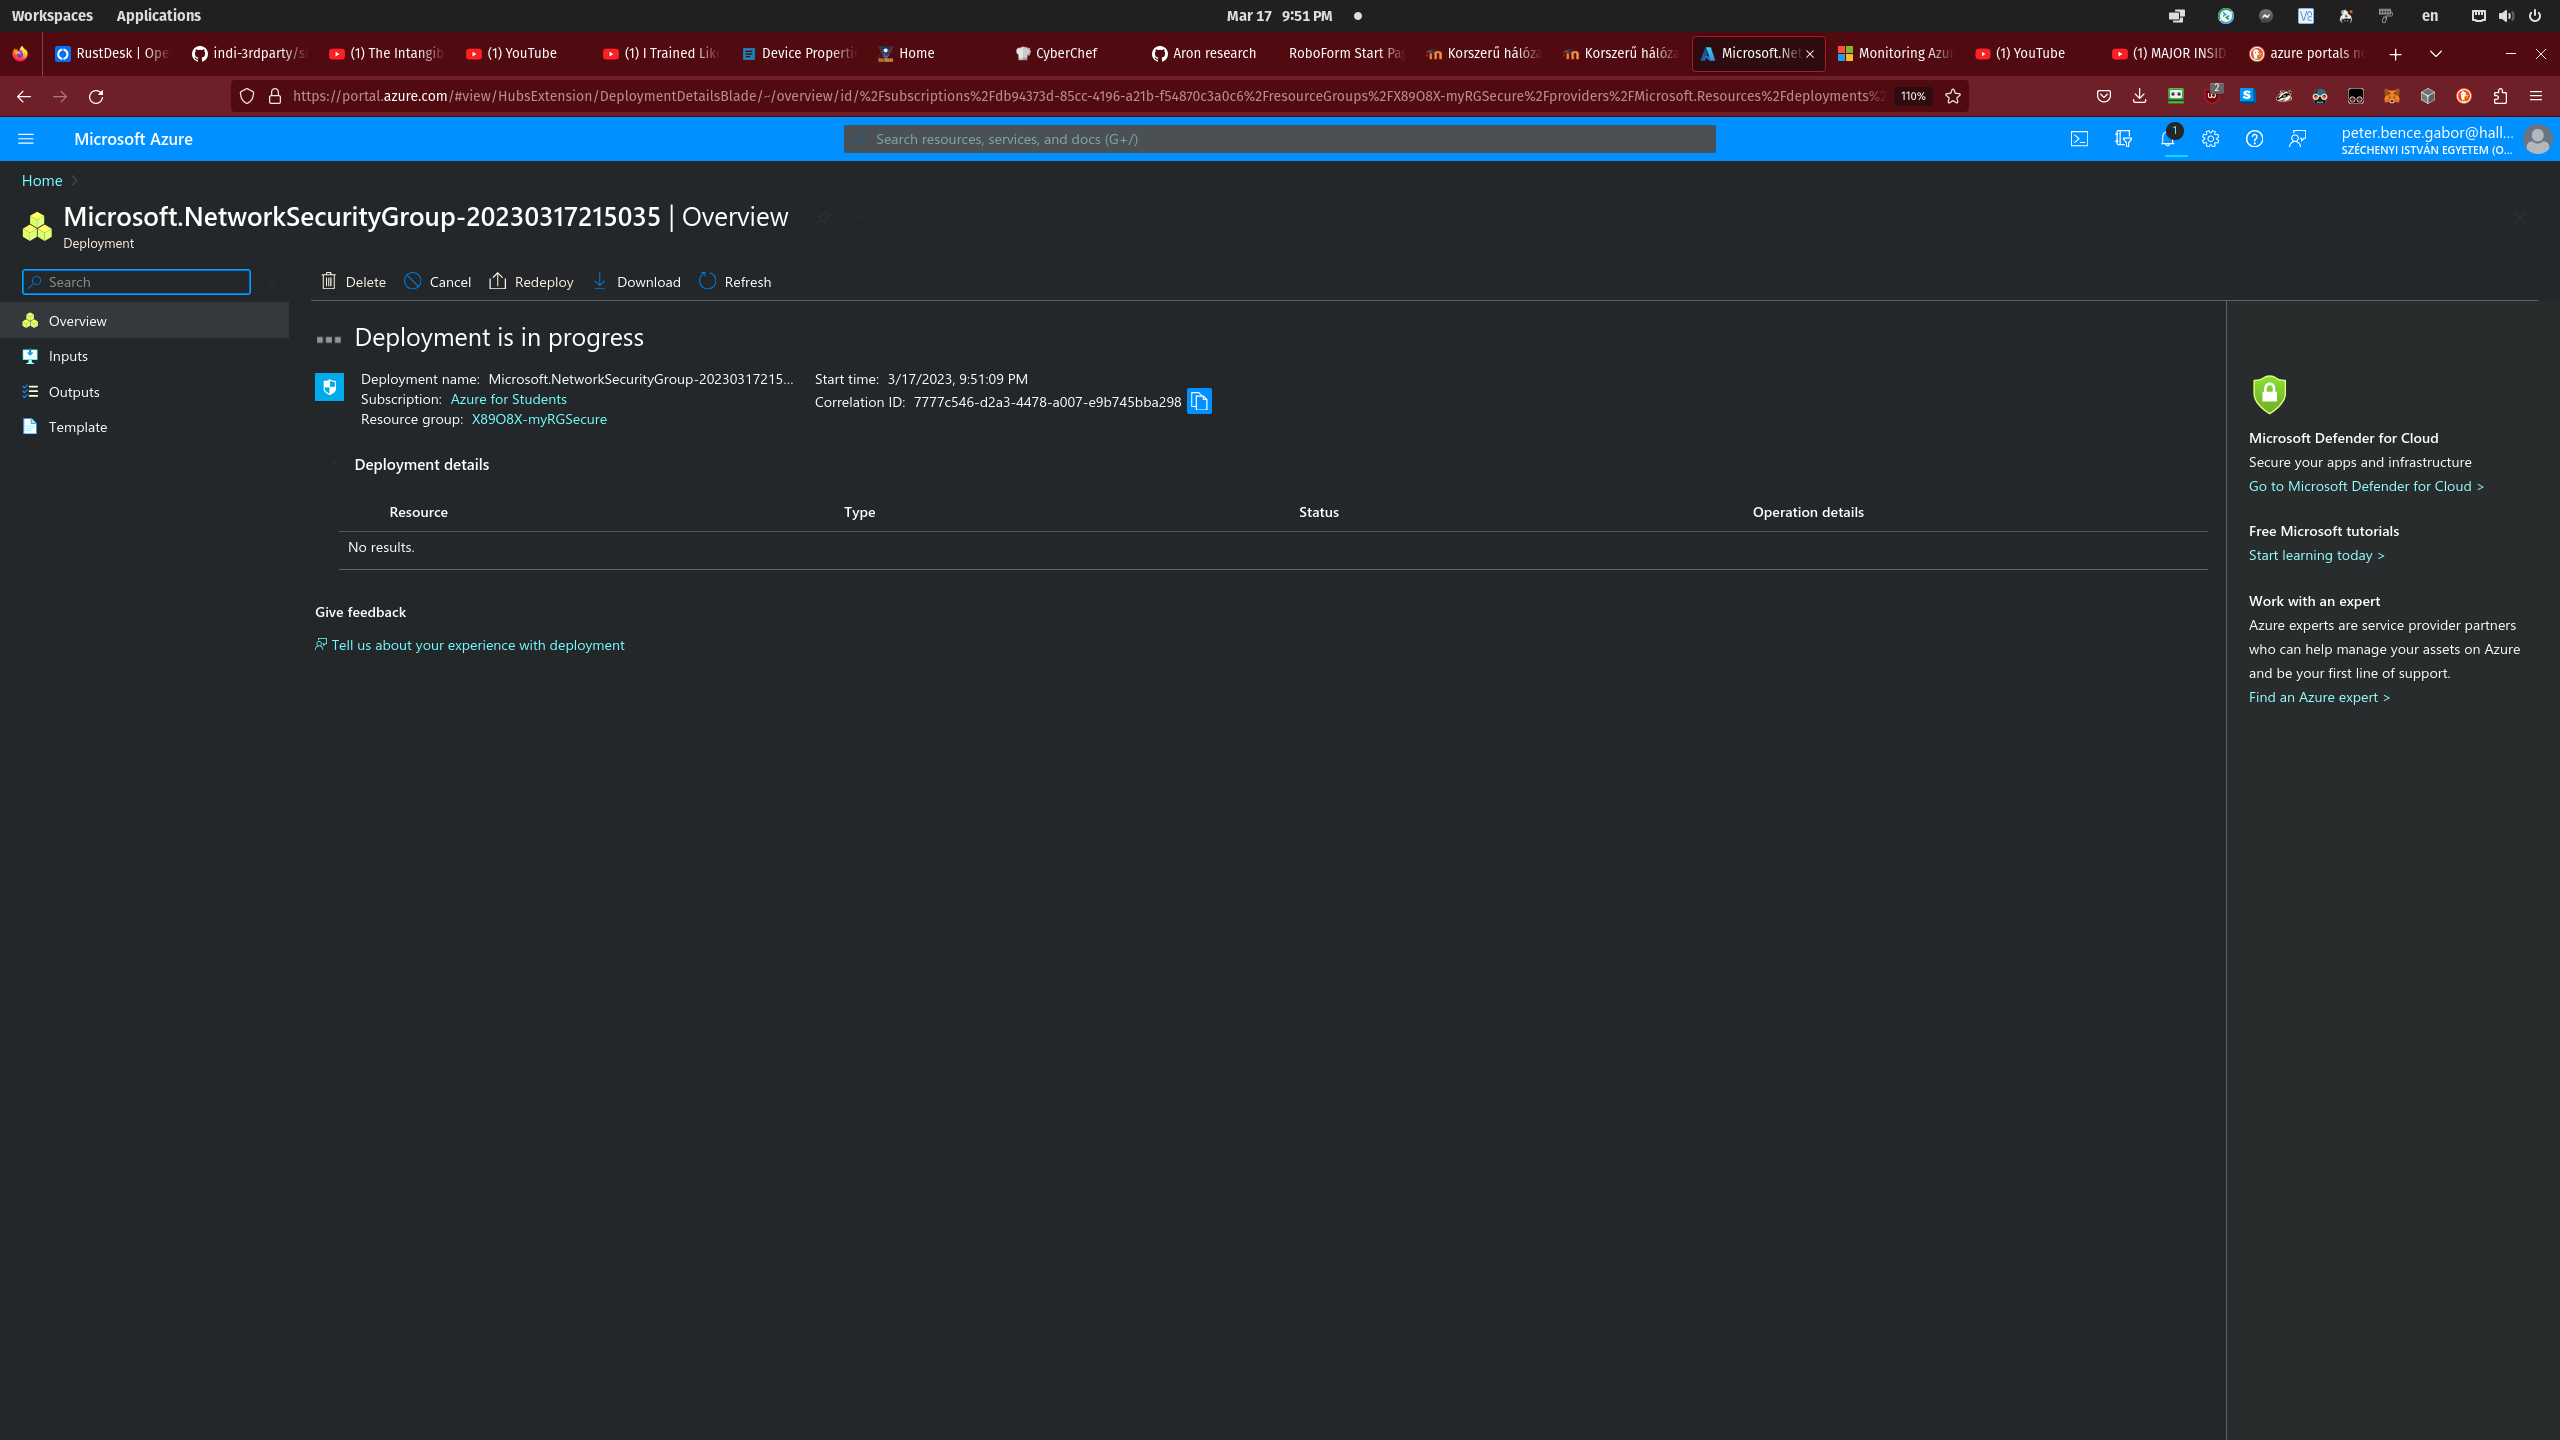 Workspaces Applications Mar 17 9:51 PM en
RustDesk | Ope indi-3rdparty/s (1) The Intangib (1) YouTube (1) I Trained Like Device Properti Home CyberChef Aron research RoboForm Start Pag Korszerű hálóza Korszerű hálóza Microsoft.Net Monitoring Azur (1) YouTube (1) MAJOR INSID azure portals n
https://portal.azure.com/#view/HubsExtension/DeploymentDetailsBlade/~/overview/id/%2Fsubscriptions%2Fdb94373d-85cc-4196-a21b-f54870c3a0c6%2FresourceGroups%2FX89O8X-myRGSecure%2Fproviders%2FMicrosoft.Resources%2Fdeployments%2 110% 2
Microsoft Azure Search resources, services, and docs (G+/) 1 peter.bence.gabor@hall...
SZÉCHENYI ISTVÁN EGYETEM (O...
Home
Microsoft.NetworkSecurityGroup-20230317215035 | Overview
Deployment
Search
Delete Cancel Redeploy Download Refresh
Overview
Inputs
Outputs
Template
Deployment is in progress
Deployment name: Microsoft.NetworkSecurityGroup-20230317215...
Subscription: Azure for Students
Resource group: X89O8X-myRGSecure
Start time: 3/17/2023, 9:51:09 PM
Correlation ID: 7777c546-d2a3-4478-a007-e9b745bba298
Deployment details
Resource Type Status Operation details
No results.
Give feedback
Tell us about your experience with deployment
Microsoft Defender for Cloud
Secure your apps and infrastructure
Go to Microsoft Defender for Cloud >
Free Microsoft tutorials
Start learning today >
Work with an expert
Azure experts are service provider partners
who can help manage your assets on Azure
and be your first line of support.
Find an Azure expert >